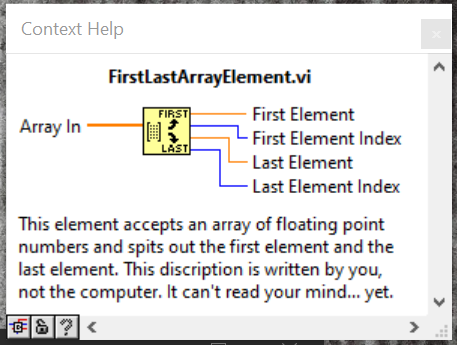 Context Help
FirstLastArrayElement.vi
Array In
FIRST
LAST
First Element
First Element Index
Last Element
Last Element Index
This element accepts an array of floating point
numbers and spits out the first element and the
last element. This discription is written by you,
not the computer. It can't read your mind... yet.
?